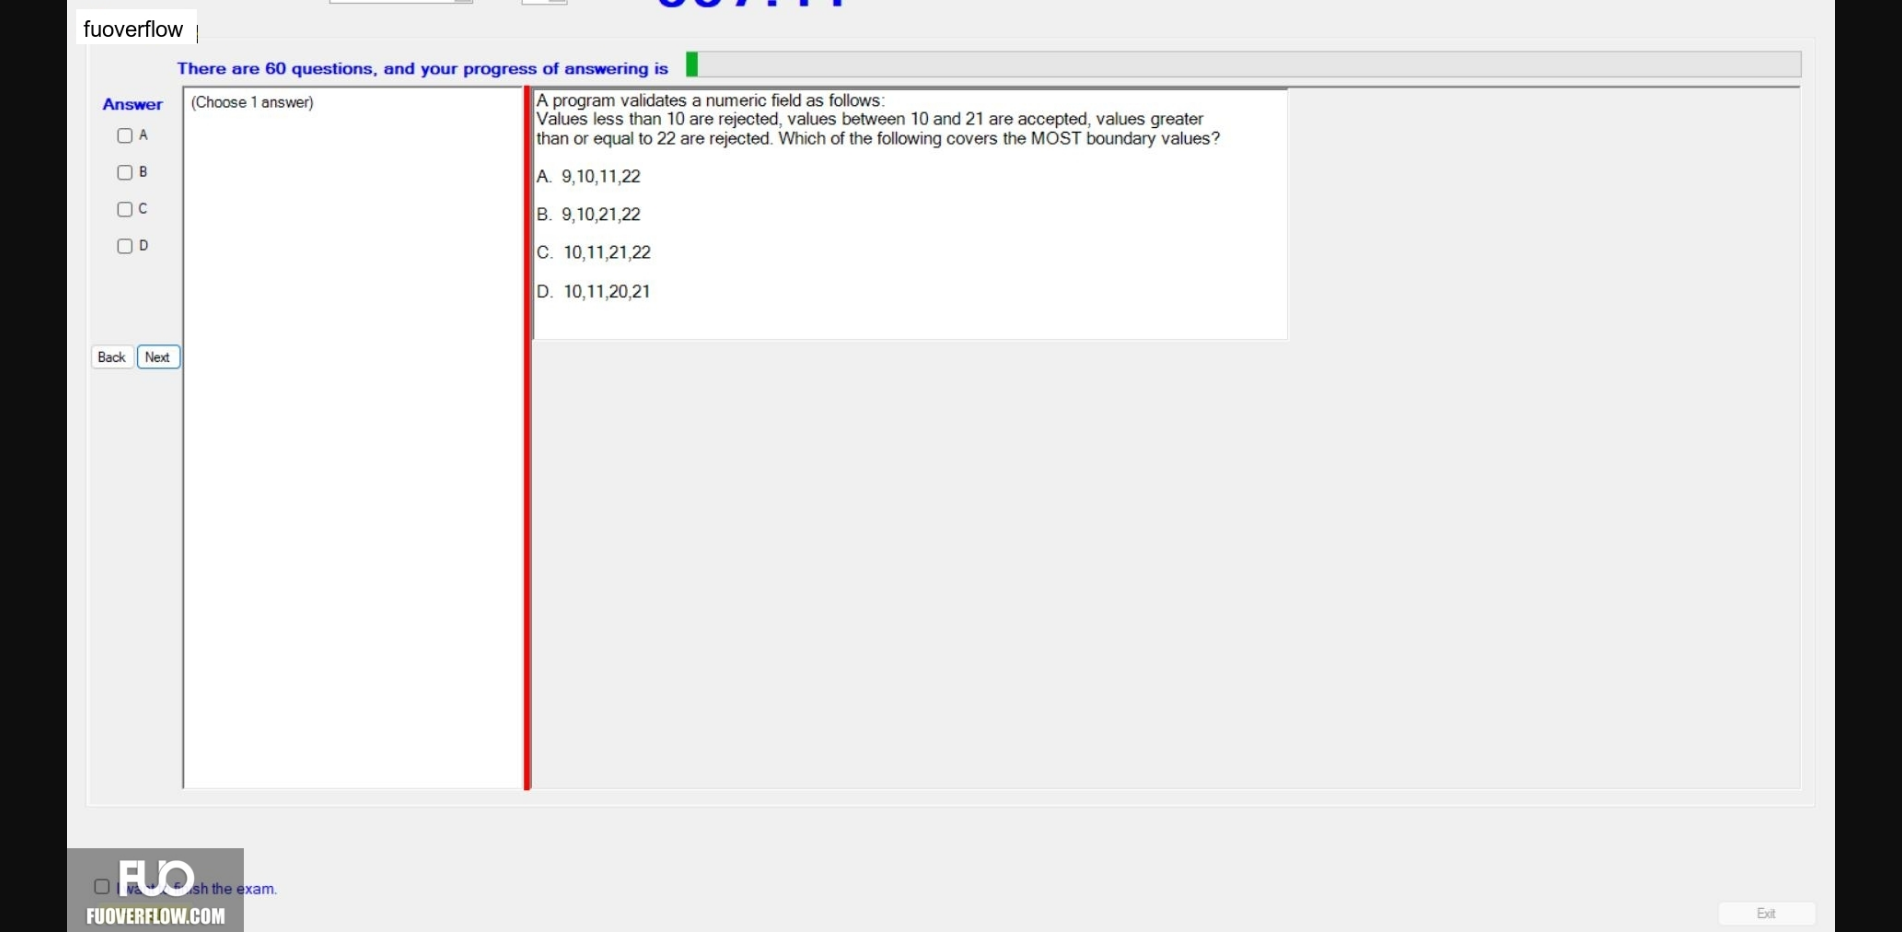 fuoverflow
There are 60 questions, and your progress of answering is
Answer
(Choose 1 answer)
A
B
C
D
Back
Next
A program validates a numeric field as follows:
Values less than 10 are rejected, values between 10 and 21 are accepted, values greater
than or equal to 22 are rejected. Which of the following covers the MOST boundary values?
A. 9,10,11,22
B. 9,10,21,22
C. 10,11,21,22
D. 10,11,20,21
FUO
sh the exam.
FUOVERFLOW.COM
Exit